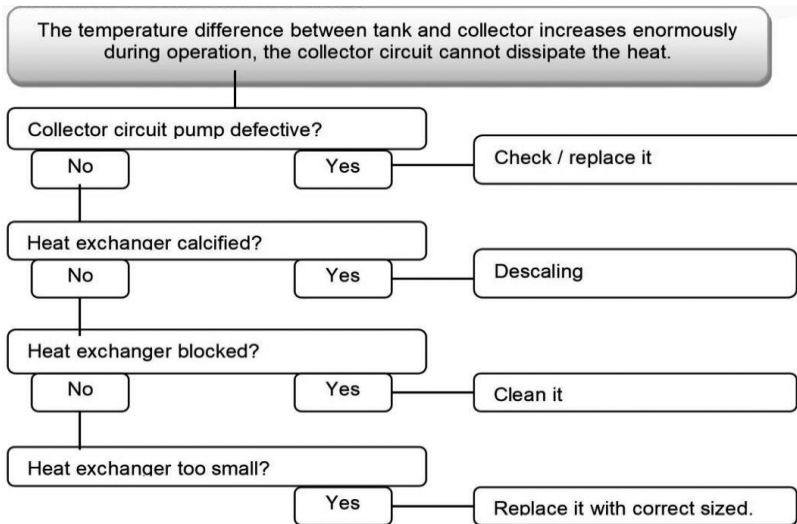 The temperature difference between tank and collector increases enormously
during operation, the collector circuit cannot dissipate the heat.
Collector circuit pump defective?
No
Yes
Check / replace it
Heat exchanger calcified?
No
Yes
Descaling
Heat exchanger blocked?
No
Yes
Clean it
Heat exchanger too small?
Yes
Replace it with correct sized.